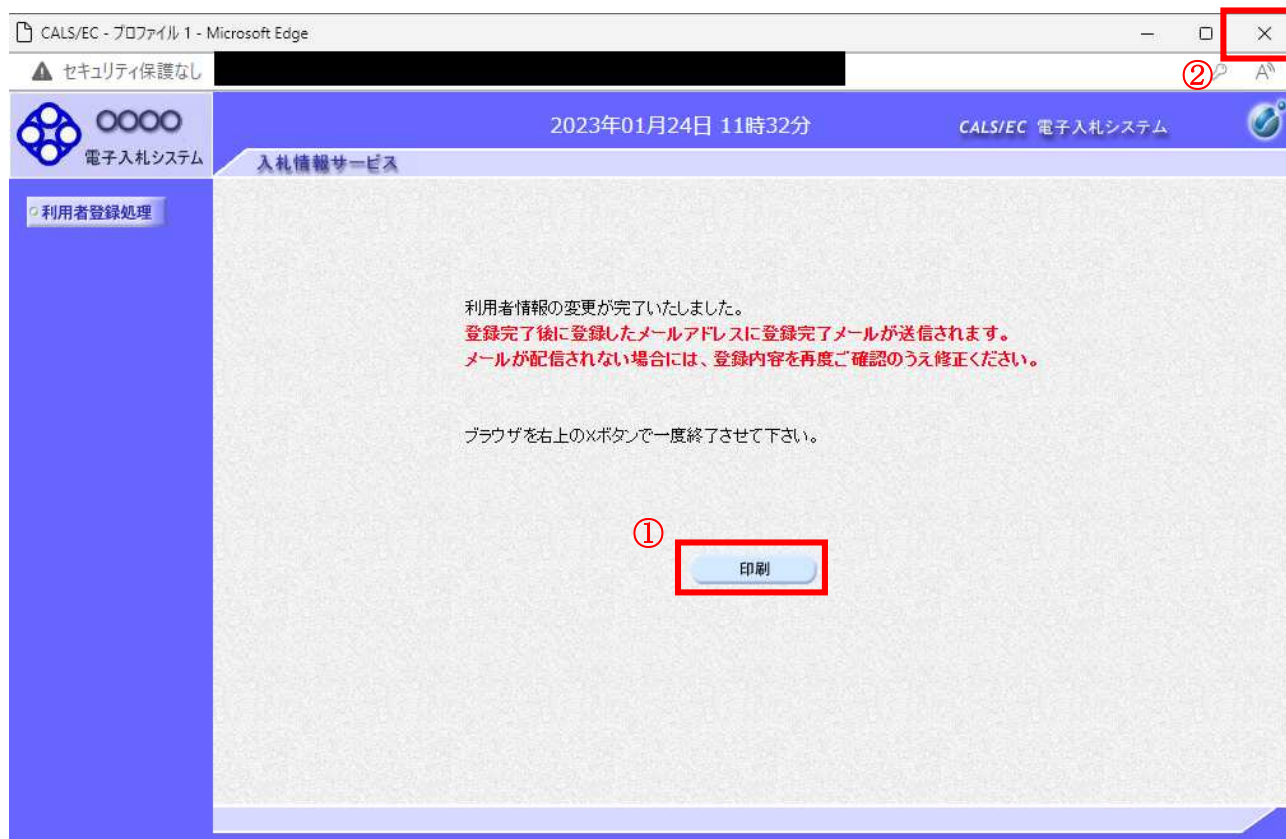 CALS/EC - プロファイル 1 - Microsoft Edge
セキュリティ保護なし
②
A
OOOO
電子入札システム
2023年01月24日 11時32分
CALS/EC 電子入札システム
入札情報サービス
利用者登録処理
利用者情報の変更が完了いたしました。
登録完了後に登録したメールアドレスに登録完了メールが送信されます。
メールが配信されない場合には、登録内容を再度ご確認のうえ修正ください。
ブラウザを右上の×ボタンで一度終了させて下さい。
①
印刷